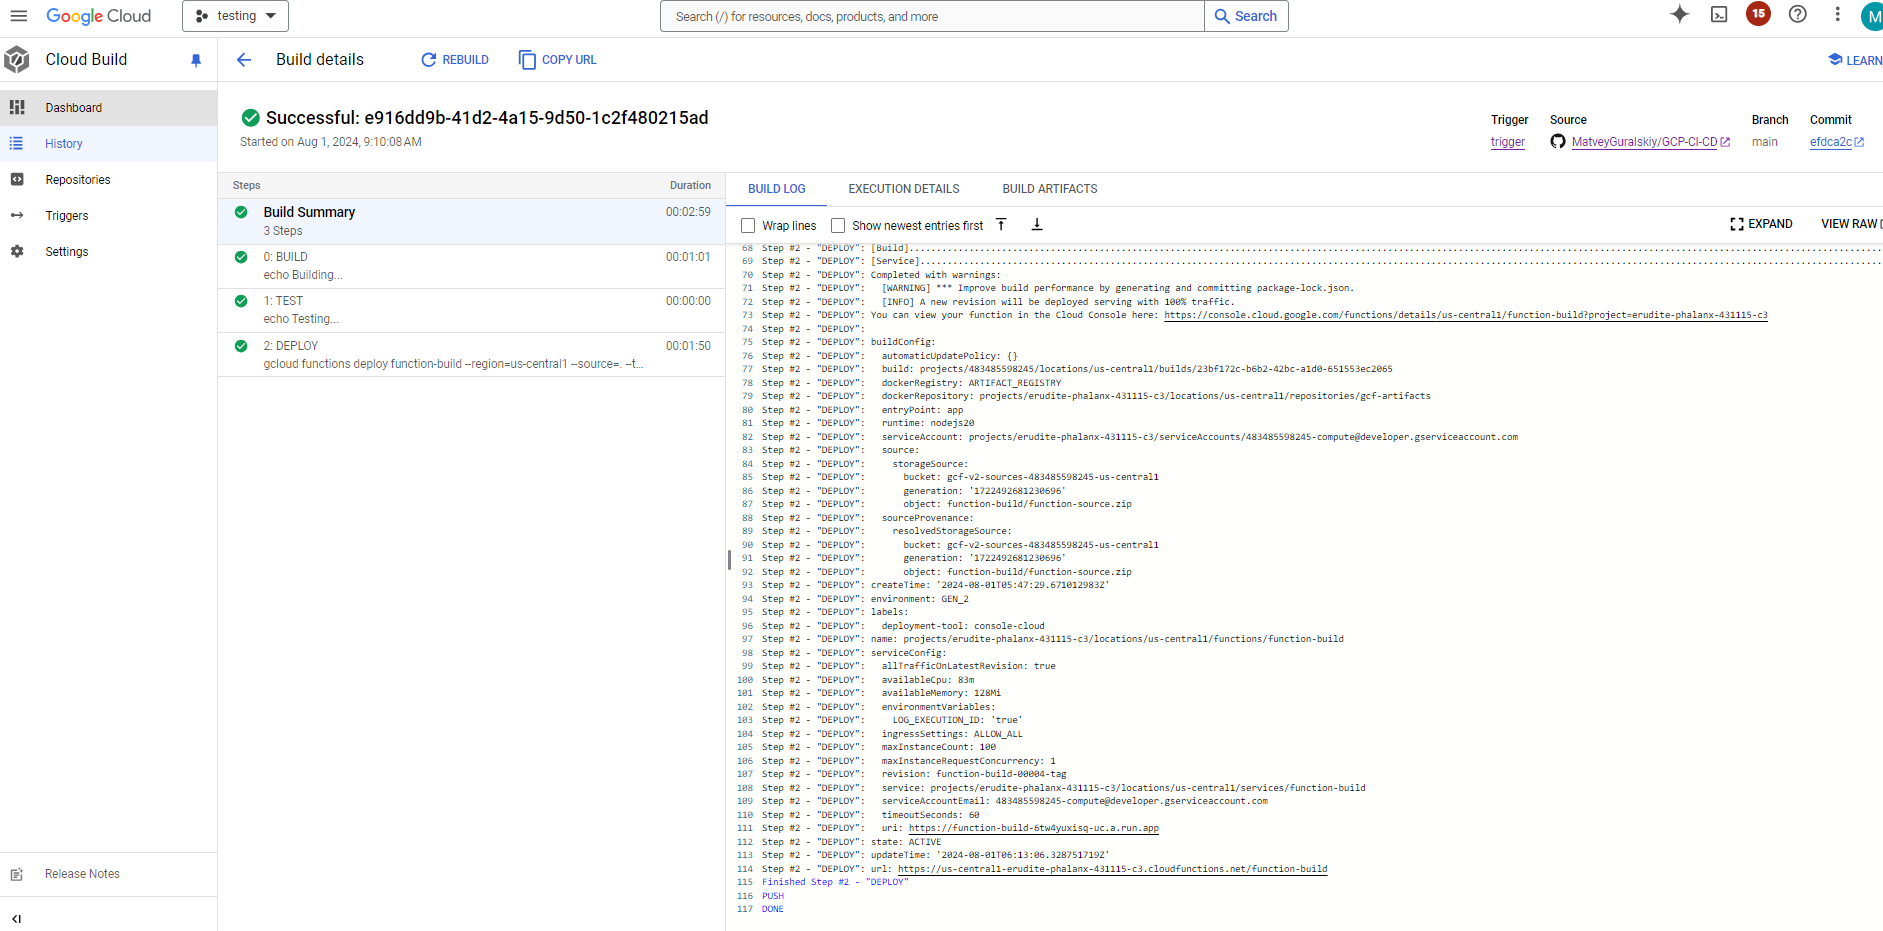 Google Cloud
testing
Search (/) for resources, docs, products, and more
Search
15
M
Cloud Build
Build details
REBUILD
COPY URL
LEARN
Dashboard
History
Repositories
Triggers
Settings
Release Notes
Successful: e916dd9b-41d2-4a15-9d50-1c2f480215ad
Started on Aug 1, 2024, 9:10:08 AM
Trigger Source Branch Commit
trigger MatveyGuralskiy/GCP-CI-CD main efdca2c
Steps Duration
Build Summary 00:02:59
3 Steps
0: BUILD 00:01:01
echo Building...
1: TEST 00:00:00
echo Testing...
2: DEPLOY 00:01:50
gcloud functions deploy function-build --region=us-central1 --source=. --t...
BUILD LOG EXECUTION DETAILS BUILD ARTIFACTS
Wrap lines Show newest entries first EXPAND VIEW RAW
68 Step #2 - "DEPLOY": [Build]................................................................
69 Step #2 - "DEPLOY": [Service]................................................................
70 Step #2 - "DEPLOY": Completed with warnings:
71 Step #2 - "DEPLOY": [WARNING] *** Improve build performance by generating and committing package-lock.json.
72 Step #2 - "DEPLOY": [INFO] A new revision will be deployed serving with 100% traffic.
73 Step #2 - "DEPLOY": You can view your function in the Cloud Console here: https://console.cloud.google.com/functions/details/us-central1/function-build?project=erudite-phalanx-431115-c3
74 Step #2 - "DEPLOY":
75 Step #2 - "DEPLOY": buildConfig:
76 Step #2 - "DEPLOY": automaticUpdatePolicy: {}
77 Step #2 - "DEPLOY": build: projects/483485598245/locations/us-central1/builds/23bf172c-b6b2-42bc-a1d0-651553ec2065
78 Step #2 - "DEPLOY": dockerRegistry: ARTIFACT_REGISTRY
79 Step #2 - "DEPLOY": dockerRepository: projects/erudite-phalanx-431115-c3/locations/us-central1/repositories/gcf-artifacts
80 Step #2 - "DEPLOY": entryPoint: app
81 Step #2 - "DEPLOY": runtime: nodejs20
82 Step #2 - "DEPLOY": serviceAccount: projects/erudite-phalanx-431115-c3/serviceAccounts/483485598245-compute@developer.gserviceaccount.com
83 Step #2 - "DEPLOY": source:
84 Step #2 - "DEPLOY": storageSource:
85 Step #2 - "DEPLOY": bucket: gcf-v2-sources-483485598245-us-central1
86 Step #2 - "DEPLOY": generation: '1722492681230696'
87 Step #2 - "DEPLOY": object: function-build/function-source.zip
88 Step #2 - "DEPLOY": sourceProvenance:
89 Step #2 - "DEPLOY": resolvedStorageSource:
90 Step #2 - "DEPLOY": bucket: gcf-v2-sources-483485598245-us-central1
91 Step #2 - "DEPLOY": generation: '1722492681230696'
92 Step #2 - "DEPLOY": object: function-build/function-source.zip
93 Step #2 - "DEPLOY": createTime: '2024-08-01T05:47:29.671012983Z'
94 Step #2 - "DEPLOY": environment: GEN_2
95 Step #2 - "DEPLOY": labels:
96 Step #2 - "DEPLOY": deployment-tool: console-cloud
97 Step #2 - "DEPLOY": name: projects/erudite-phalanx-431115-c3/locations/us-central1/functions/function-build
98 Step #2 - "DEPLOY": serviceConfig:
99 Step #2 - "DEPLOY": allTrafficOnLatestRevision: true
100 Step #2 - "DEPLOY": availableCpu: 83m
101 Step #2 - "DEPLOY": availableMemory: 128Mi
102 Step #2 - "DEPLOY": environmentVariables:
103 Step #2 - "DEPLOY": LOG_EXECUTION_ID: 'true'
104 Step #2 - "DEPLOY": ingressSettings: ALLOW_ALL
105 Step #2 - "DEPLOY": maxInstanceCount: 100
106 Step #2 - "DEPLOY": maxInstanceRequestConcurrency: 1
107 Step #2 - "DEPLOY": revision: function-build-00004-tag
108 Step #2 - "DEPLOY": service: projects/erudite-phalanx-431115-c3/locations/us-central1/services/function-build
109 Step #2 - "DEPLOY": serviceAccountEmail: 483485598245-compute@developer.gserviceaccount.com
110 Step #2 - "DEPLOY": timeoutSeconds: 60
111 Step #2 - "DEPLOY": uri: https://function-build-6tw4yuxisq-uc.a.run.app
112 Step #2 - "DEPLOY": state: ACTIVE
113 Step #2 - "DEPLOY": updateTime: '2024-08-01T06:13:06.328751719Z'
114 Step #2 - "DEPLOY": url: https://us-central1-erudite-phalanx-431115-c3.cloudfunctions.net/function-build
115 Finished Step #2 - "DEPLOY"
116 PUSH
117 DONE